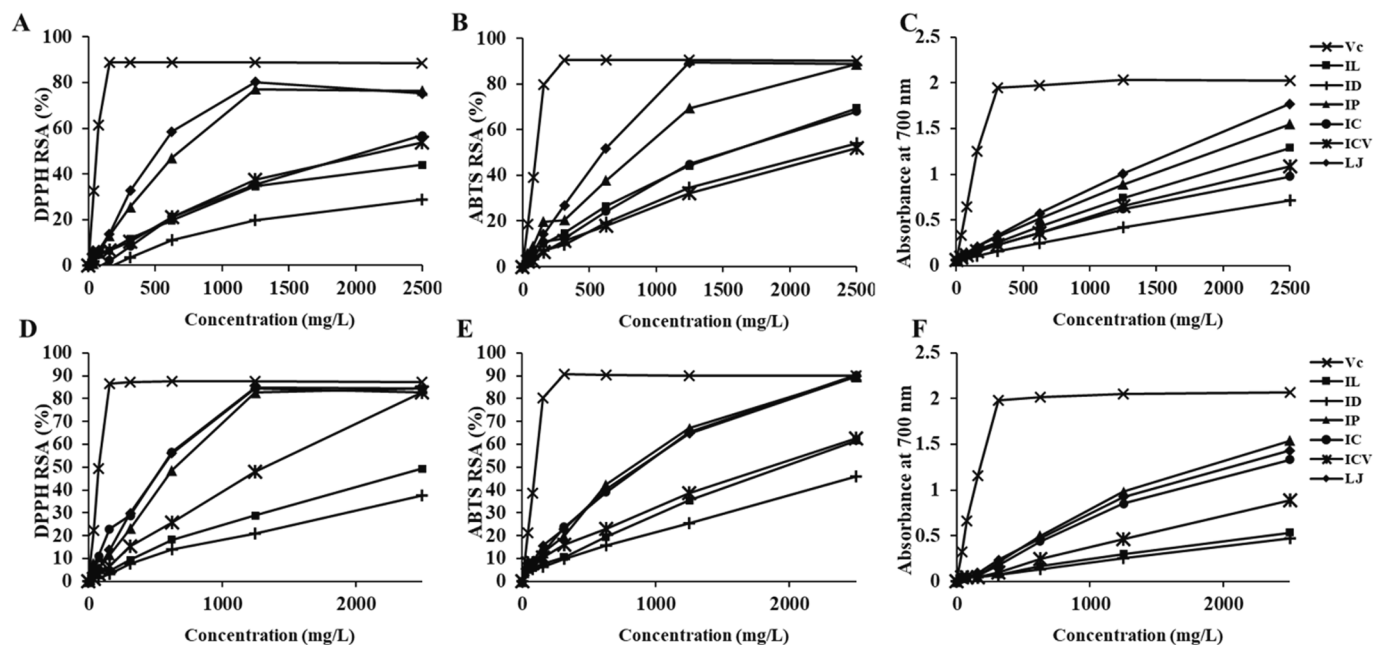 A
DPPH RSA (%)
100
80
60
40
20
0
0 500 1000 1500 2000 2500
Concentration (mg/L)
B
ABTS RSA (%)
100
80
60
40
20
0
0 500 1000 1500 2000 2500
Concentration (mg/L)
C
Absorbance at 700 nm
2.5
2
1.5
1
0.5
0
0 500 1000 1500 2000 2500
Concentration (mg/L)
Vc
IL
ID
IP
IC
ICV
LJ
D
DPPH RSA (%)
100
90
80
70
60
50
40
30
20
10
0
0 1000 2000
Concentration (mg/L)
E
ABTS RSA (%)
100
90
80
70
60
50
40
30
20
10
0
0 1000 2000
Concentration (mg/L)
F
Absorbance at 700 nm
2.5
2
1.5
1
0.5
0
0 1000 2000
Concentration (mg/L)
Vc
IL
ID
IP
IC
ICV
LJ